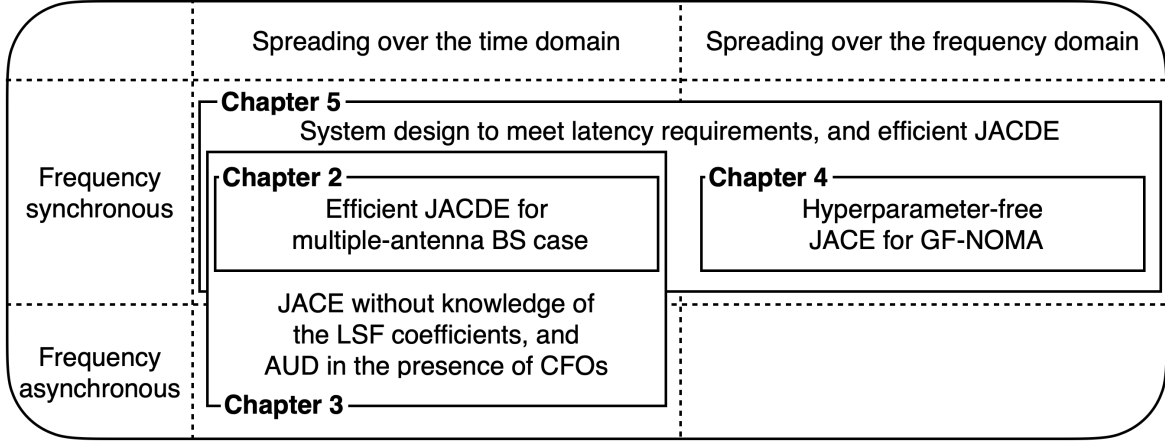 Spreading over the time domain
Spreading over the frequency domain
Chapter 5
System design to meet latency requirements, and efficient JACDE
Frequency
synchronous
Chapter 2
Efficient JACDE for
multiple-antenna BS case
Chapter 4
Hyperparameter-free
JACE for GF-NOMA
JACE without knowledge of
the LSF coefficients, and
AUD in the presence of CFOs
Chapter 3
Frequency
asynchronous